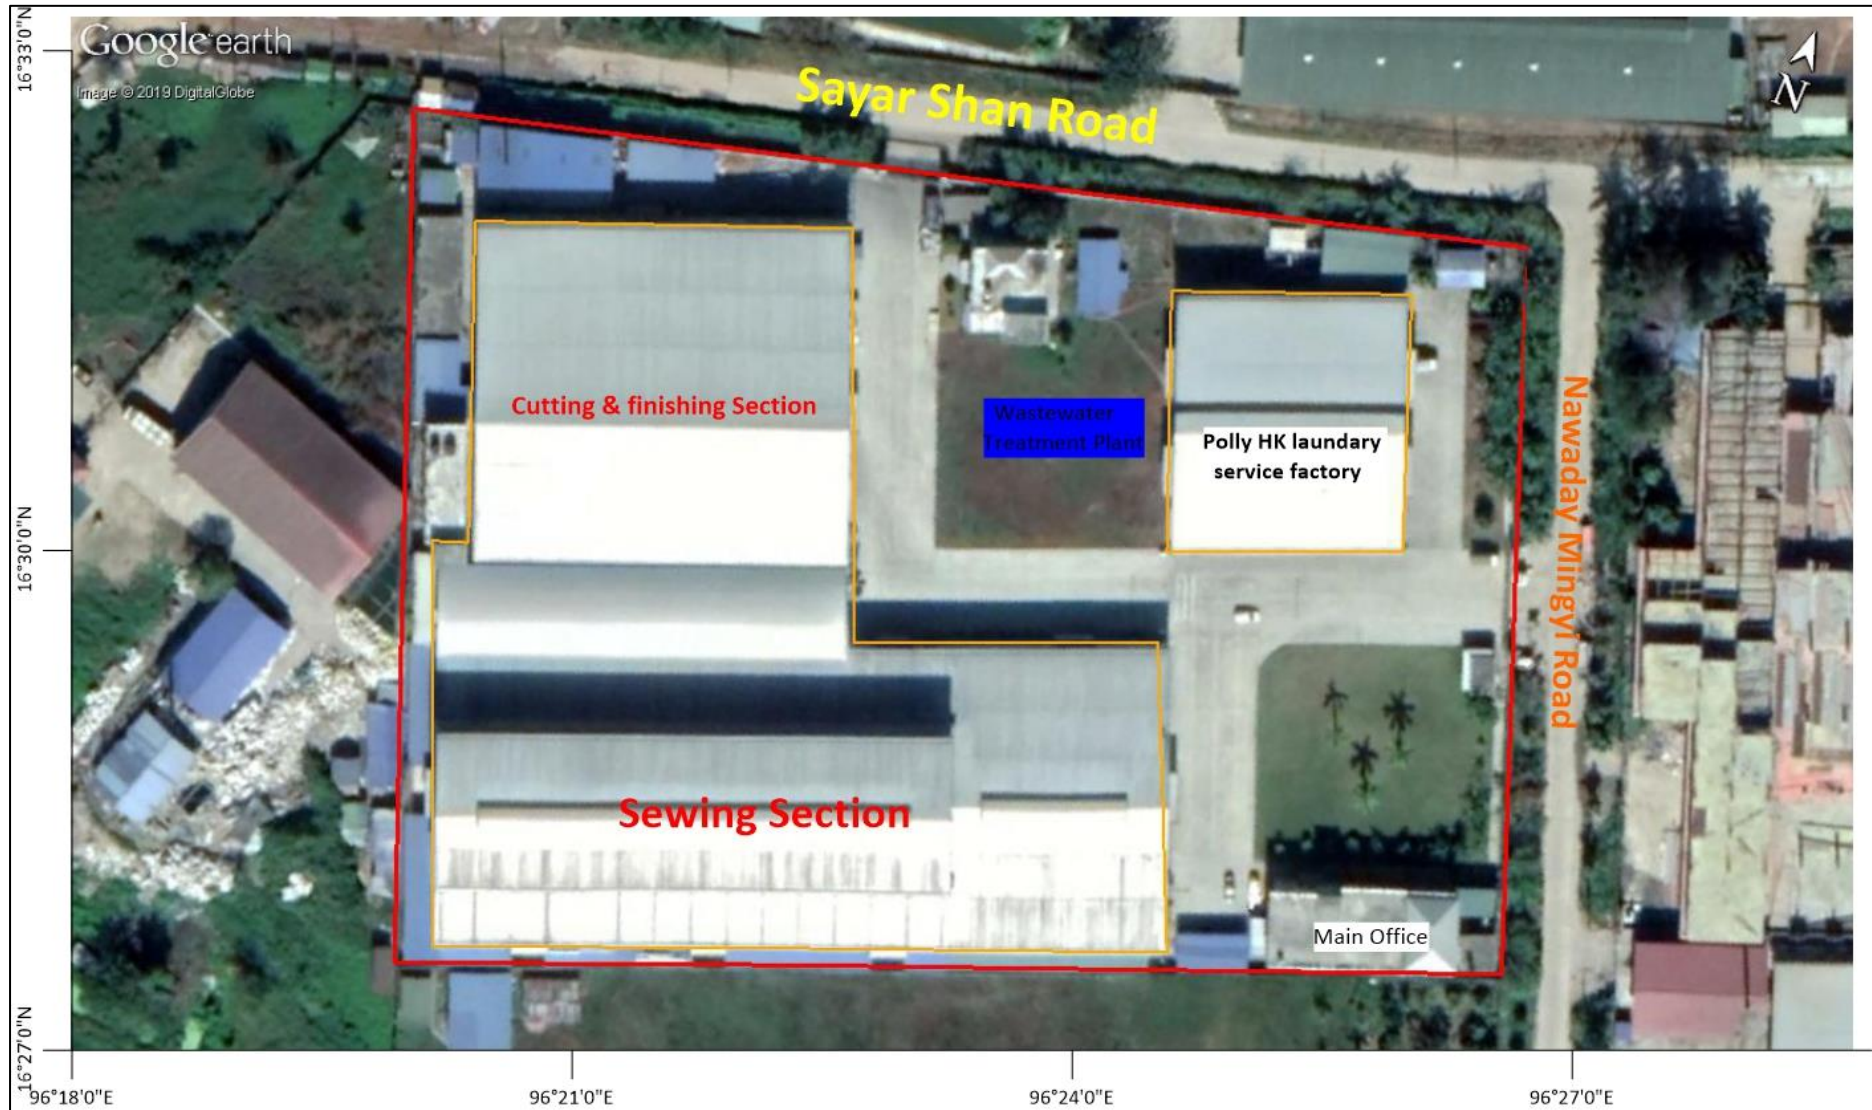 Google earth
Image © 2019 DigitalGlobe
Sayar Shan Road
N
Cutting & finishing Section
Wastewater
Treatment Plant
Polly HK laundary
service factory
Nawaday Mingyi Road
Sewing Section
Main Office
16°33'0"N
16°30'0"N
16°27'0"N
96°18'0"E
96°21'0"E
96°24'0"E
96°27'0"E